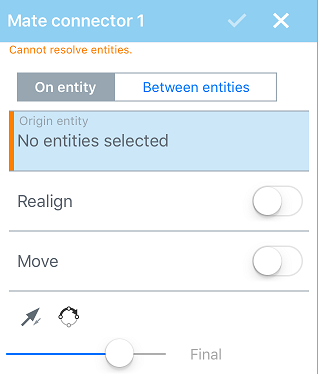 Mate connector 1
Cannot resolve entities.
On entity
Between entities
Origin entity
No entities selected
Realign
Move
Final